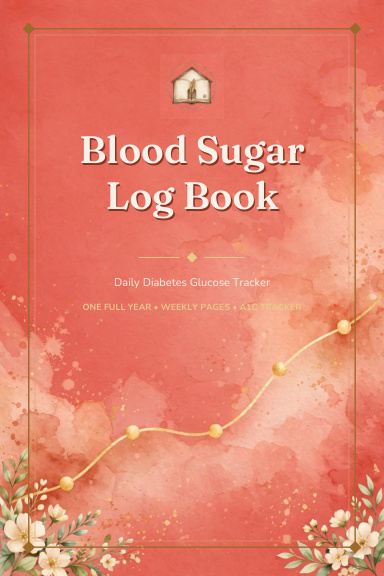 Blood Sugar
Log Book
Daily Diabetes Glucose Tracker
ONE FULL YEAR • WEEKLY PAGES • A1C TRACKER